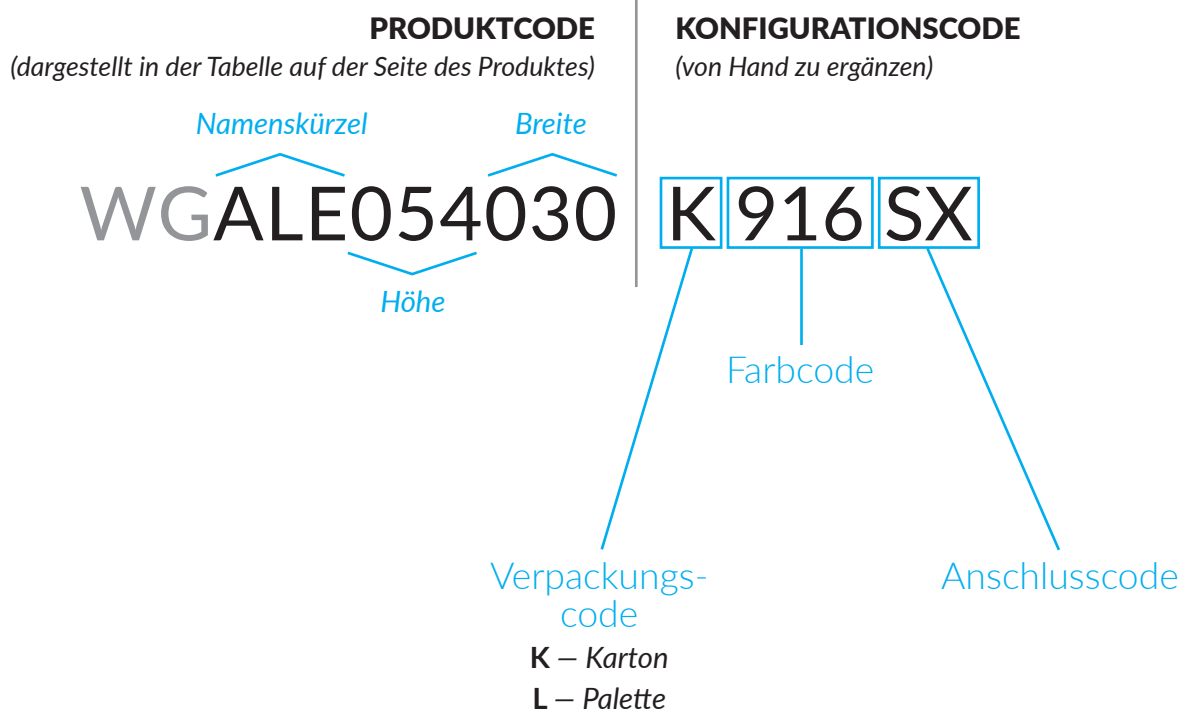 PRODUKTCODE
(dargestellt in der Tabelle auf der Seite des Produktes)
KONFIGURATIONSCODE
(von Hand zu ergänzen)
Namenskürzel
Breite
WGALE054030 K 916 SX
Höhe
Farbcode
Verpackungs-
code
K — Karton
L — Palette
Anschlusscode